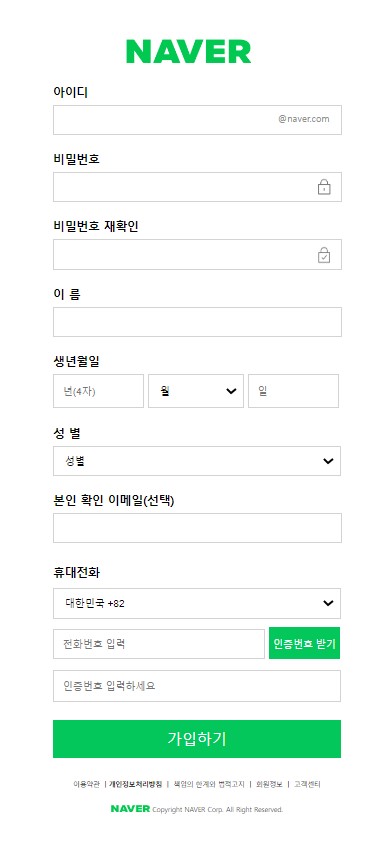 NAVER
아이디
@naver.com
비밀번호
비밀번호 재확인
이 름
생년월일
년(4자) 월 일
성 별
성별
본인 확인 이메일(선택)
휴대전화
대한민국 +82
전화번호 입력 인증번호 받기
인증번호 입력하세요
가입하기
이용약관 | 개인정보처리방침 | 책임의 한계와 법적고지 | 회원정보 | 고객센티
NAVER Copyright NAVER Corp. All Right Reserved.